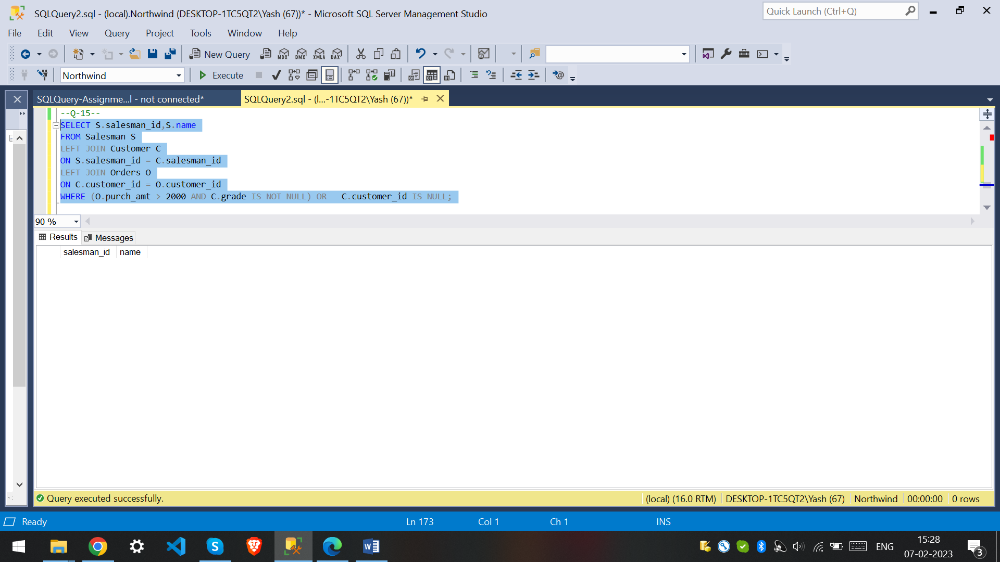 SQLQuery2.sql - (local).Northwind (DESKTOP-1TC5QT2\Yash (67))* - Microsoft SQL Server Management Studio
Quick Launch (Ctrl+Q)
File Edit View Query Project Tools Window Help
New Query MDX DMX XMLA DAX
Northwind Execute
SQLQuery-Assignme...l - not connected* SQLQuery2.sql - (l...-1TC5QT2\Yash (67))*
--Q-15--
SELECT S.salesman_id,S.name
FROM Salesman S
LEFT JOIN Customer C
ON S.salesman_id = C.salesman_id
LEFT JOIN Orders O
ON C.customer_id = O.customer_id
WHERE (O.purch_amt > 2000 AND C.grade IS NOT NULL) OR   C.customer_id IS NULL;
90 %
Results Messages
salesman_id name
Query executed successfully. (local) (16.0 RTM) DESKTOP-1TC5QT2\Yash (67) Northwind 00:00:00 0 rows
Ready Ln 173 Col 1 Ch 1 INS
ENG
15:28
07-02-2023
3